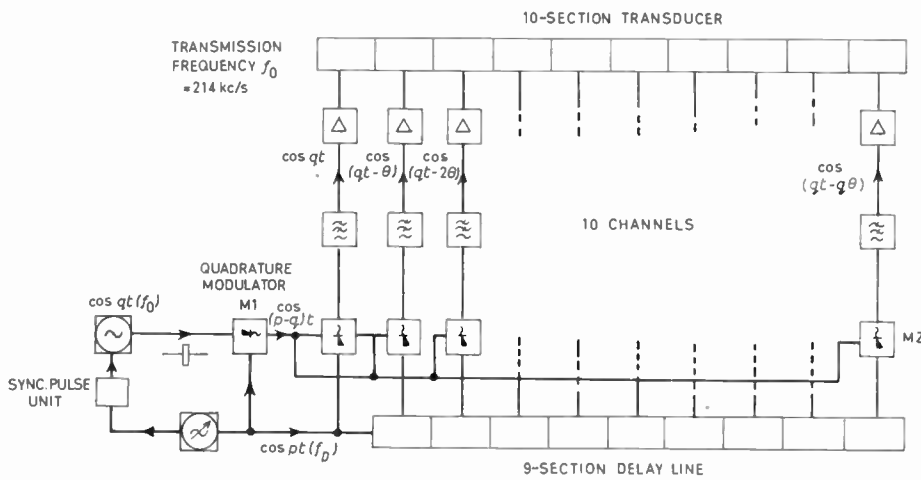 10-SECTION TRANSDUCER
TRANSMISSION
FREQUENCY f0
= 214 kc/s
Δ
Δ
Δ
Δ
cos qt
cos
(qt-θ)
cos
(qt-2θ)
cos
(qt-qθ)
10 CHANNELS
QUADRATURE
MODULATOR
M1
cos qt(f0)
cos
(p-q)t
M2
SYNC. PULSE
UNIT
cos pt(fD)
9-SECTION DELAY LINE